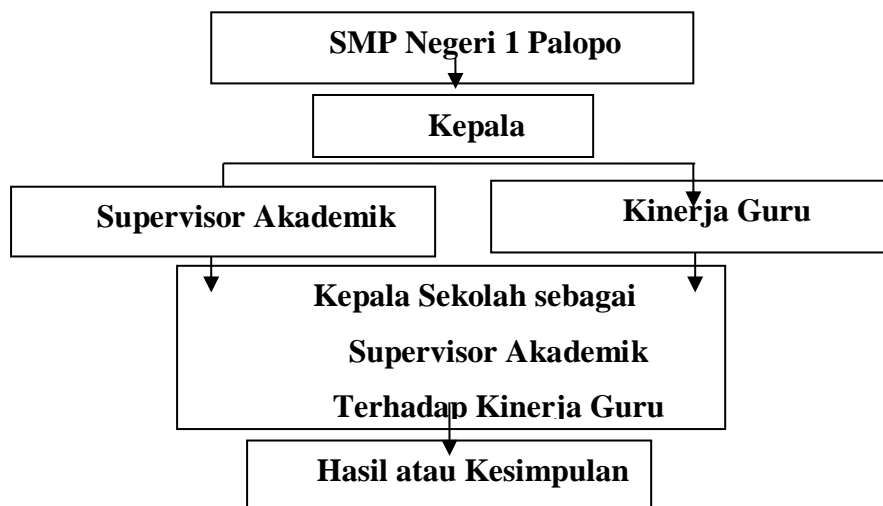 SMP Negeri 1 Palopo
Kepala
Supervisor Akademik
Kinerja Guru
Kepala Sekolah sebagai
Supervisor Akademik
Terhadap Kinerja Guru
Hasil atau Kesimpulan